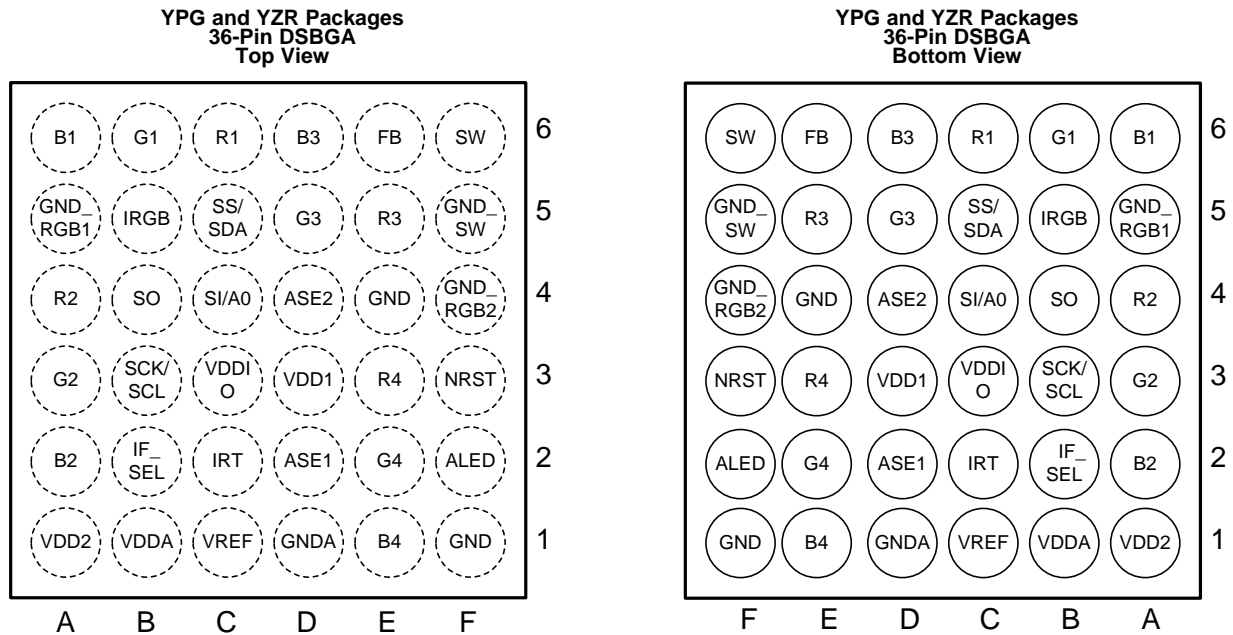 YPG and YZR Packages
36-Pin DSBGA
Top View
B1 G1 R1 B3 FB SW 6
GND_
RGB1 IRGB SS/
SDA G3 R3 GND_
SW 5
R2 SO SI/A0 ASE2 GND GND_
RGB2 4
G2 SCK/
SCL VDDI
O VDD1 R4 NRST 3
B2 IF_
SEL IRT ASE1 G4 ALED 2
VDD2 VDDA VREF GNDA B4 GND 1
A B C D E F
YPG and YZR Packages
36-Pin DSBGA
Bottom View
SW FB B3 R1 G1 B1 6
GND_
SW R3 G3 SS/
SDA IRGB GND_
RGB1 5
GND_
RGB2 GND ASE2 SI/A0 SO R2 4
NRST R4 VDD1 VDDI
O SCK/
SCL G2 3
ALED G4 ASE1 IRT IF_
SEL B2 2
GND B4 GNDA VREF VDDA VDD2 1
F E D C B A